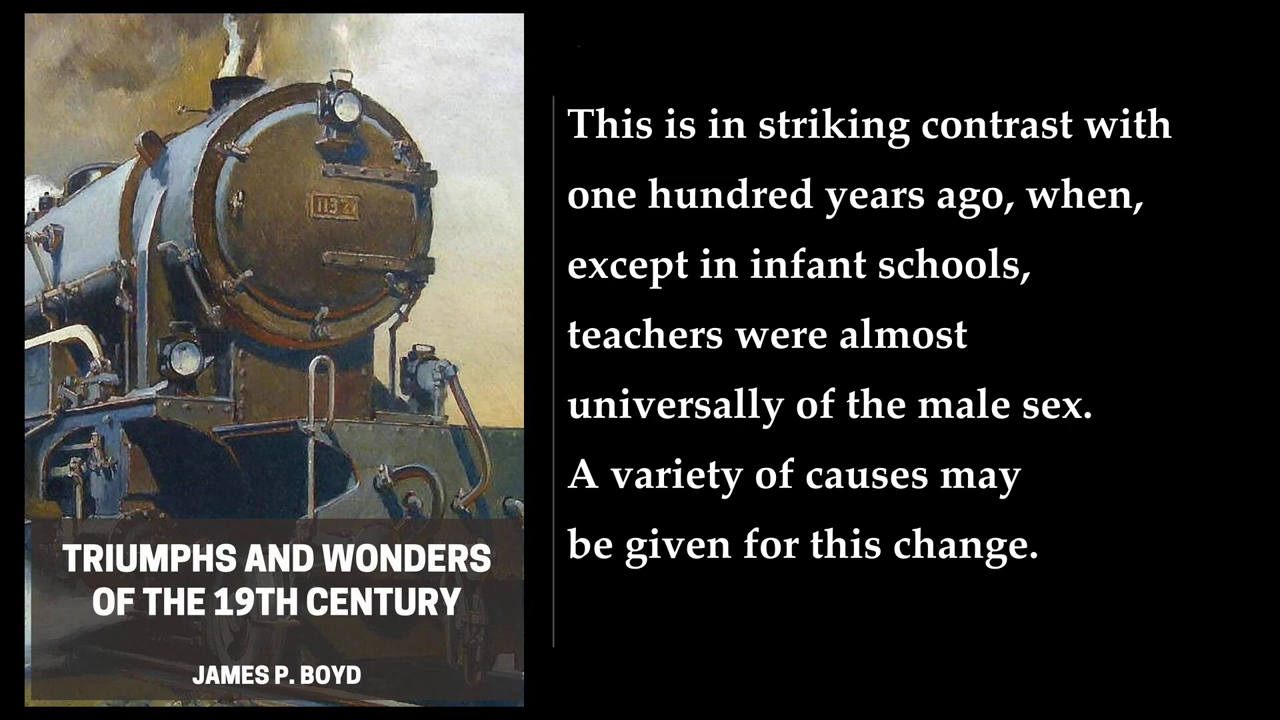 TRIUMPHS AND WONDERS
OF THE 19TH CENTURY
JAMES P. BOYD
This is in striking contrast with
one hundred years ago, when,
except in infant schools,
teachers were almost
universally of the male sex.
A variety of causes may
be given for this change.